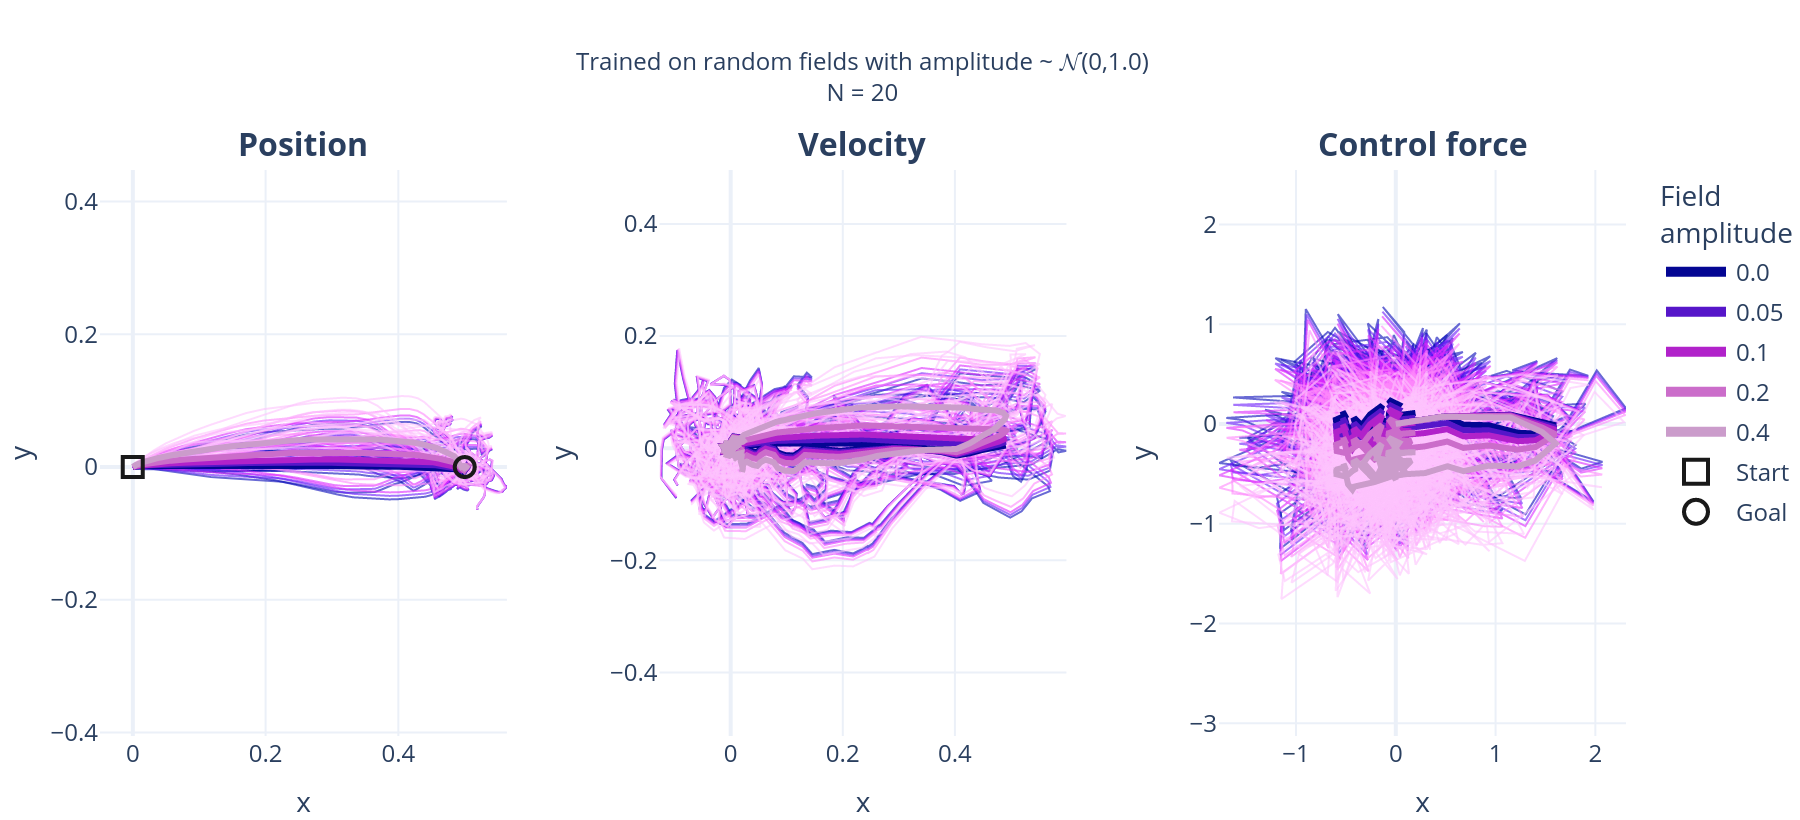 Trained on random fields with amplitude ~ 𝒩(0,1.0)
N = 20
Position
Velocity
Control force
0.4
0.2
0
−0.2
−0.4
y
0
0.2
0.4
x
0.4
0.2
0
−0.2
−0.4
y
0
0.2
0.4
x
2
1
0
−1
−2
−3
y
−1
0
1
2
x
Field
amplitude
0.0
0.05
0.1
0.2
0.4
Start
Goal